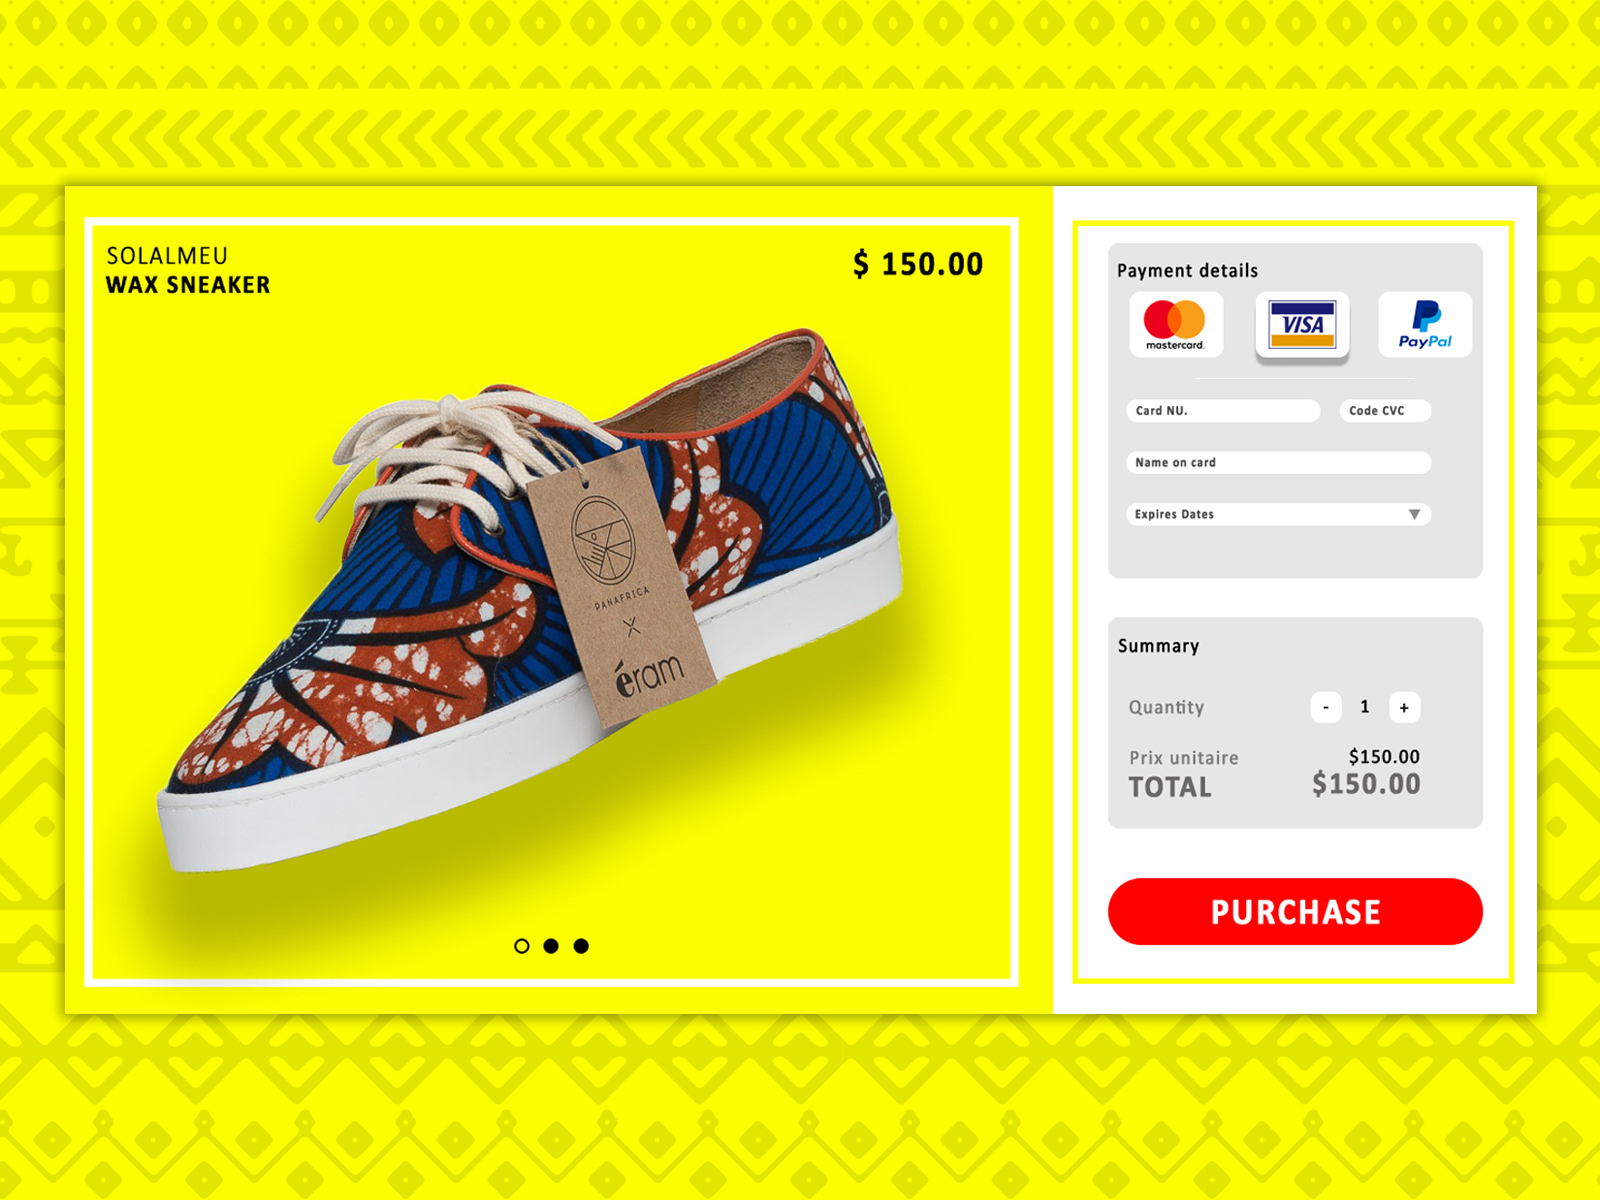 SOLALMEU
WAX SNEAKER
$ 150.00
PANAFRICA
X
éram
Payment details
mastercard.
VISA
PayPal
Card NU.
Code CVC
Name on card
Expires Dates
Summary
Quantity
- 1 +
Prix unitaire $150.00
TOTAL $150.00
PURCHASE